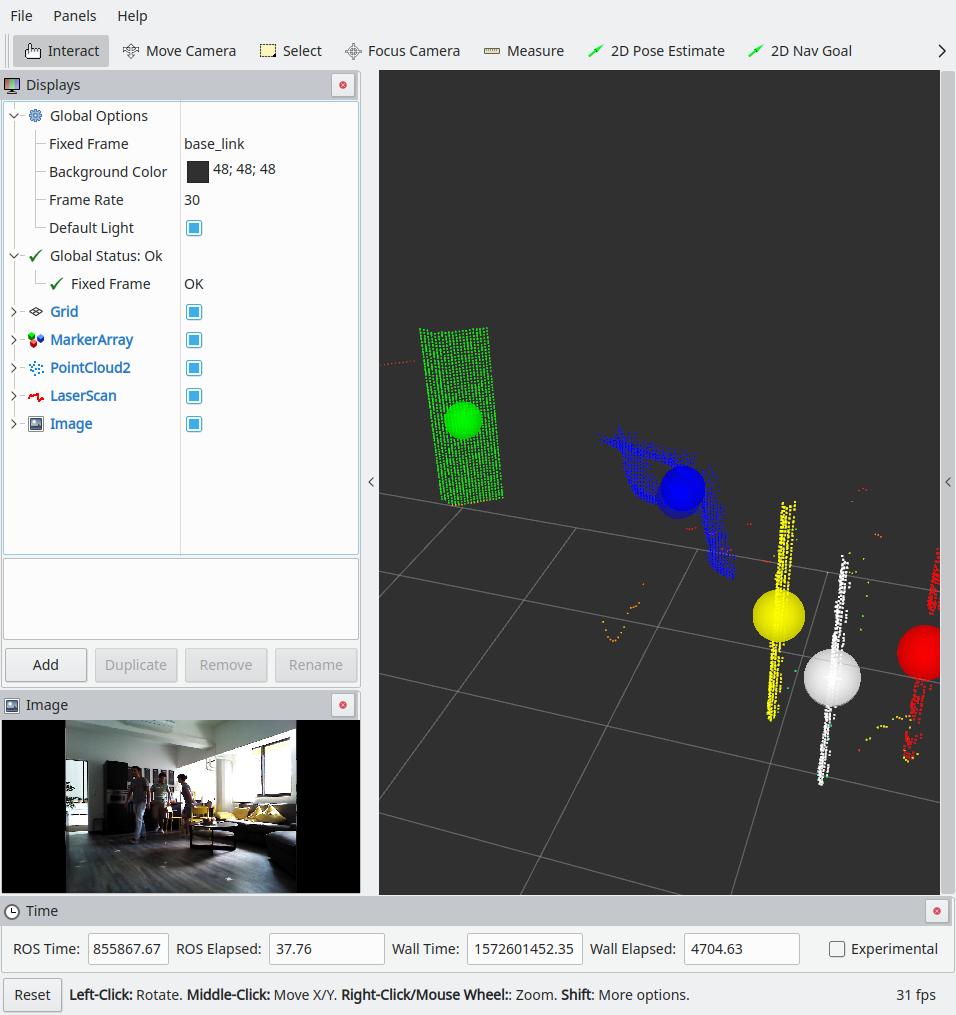 File Panels Help
Interact Move Camera Select Focus Camera Measure 2D Pose Estimate 2D Nav Goal
Displays
Global Options
Fixed Frame base_link
Background Color 48; 48; 48
Frame Rate 30
Default Light
Global Status: Ok
Fixed Frame OK
Grid
MarkerArray
PointCloud2
LaserScan
Image
Add Duplicate Remove Rename
Image
Time
ROS Time: 855867.67 ROS Elapsed: 37.76 Wall Time: 1572601452.35 Wall Elapsed: 4704.63 Experimental
Reset Left-Click: Rotate. Middle-Click: Move X/Y. Right-Click/Mouse Wheel:: Zoom. Shift: More options. 31 fps